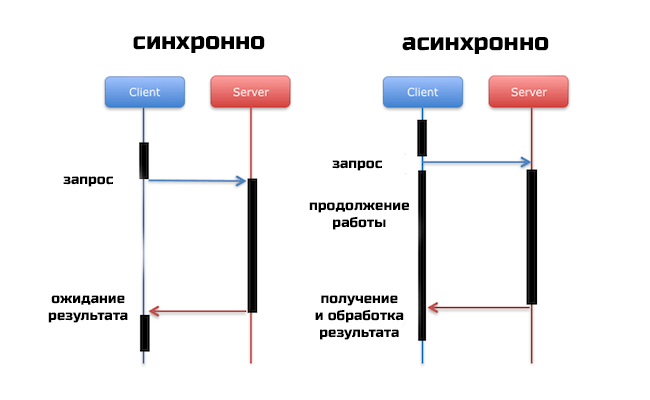 синхронно
Client
Server
запрос
ожидание
результата
асинхронно
Client
Server
запрос
продолжение
работы
получение
и обработка
результата